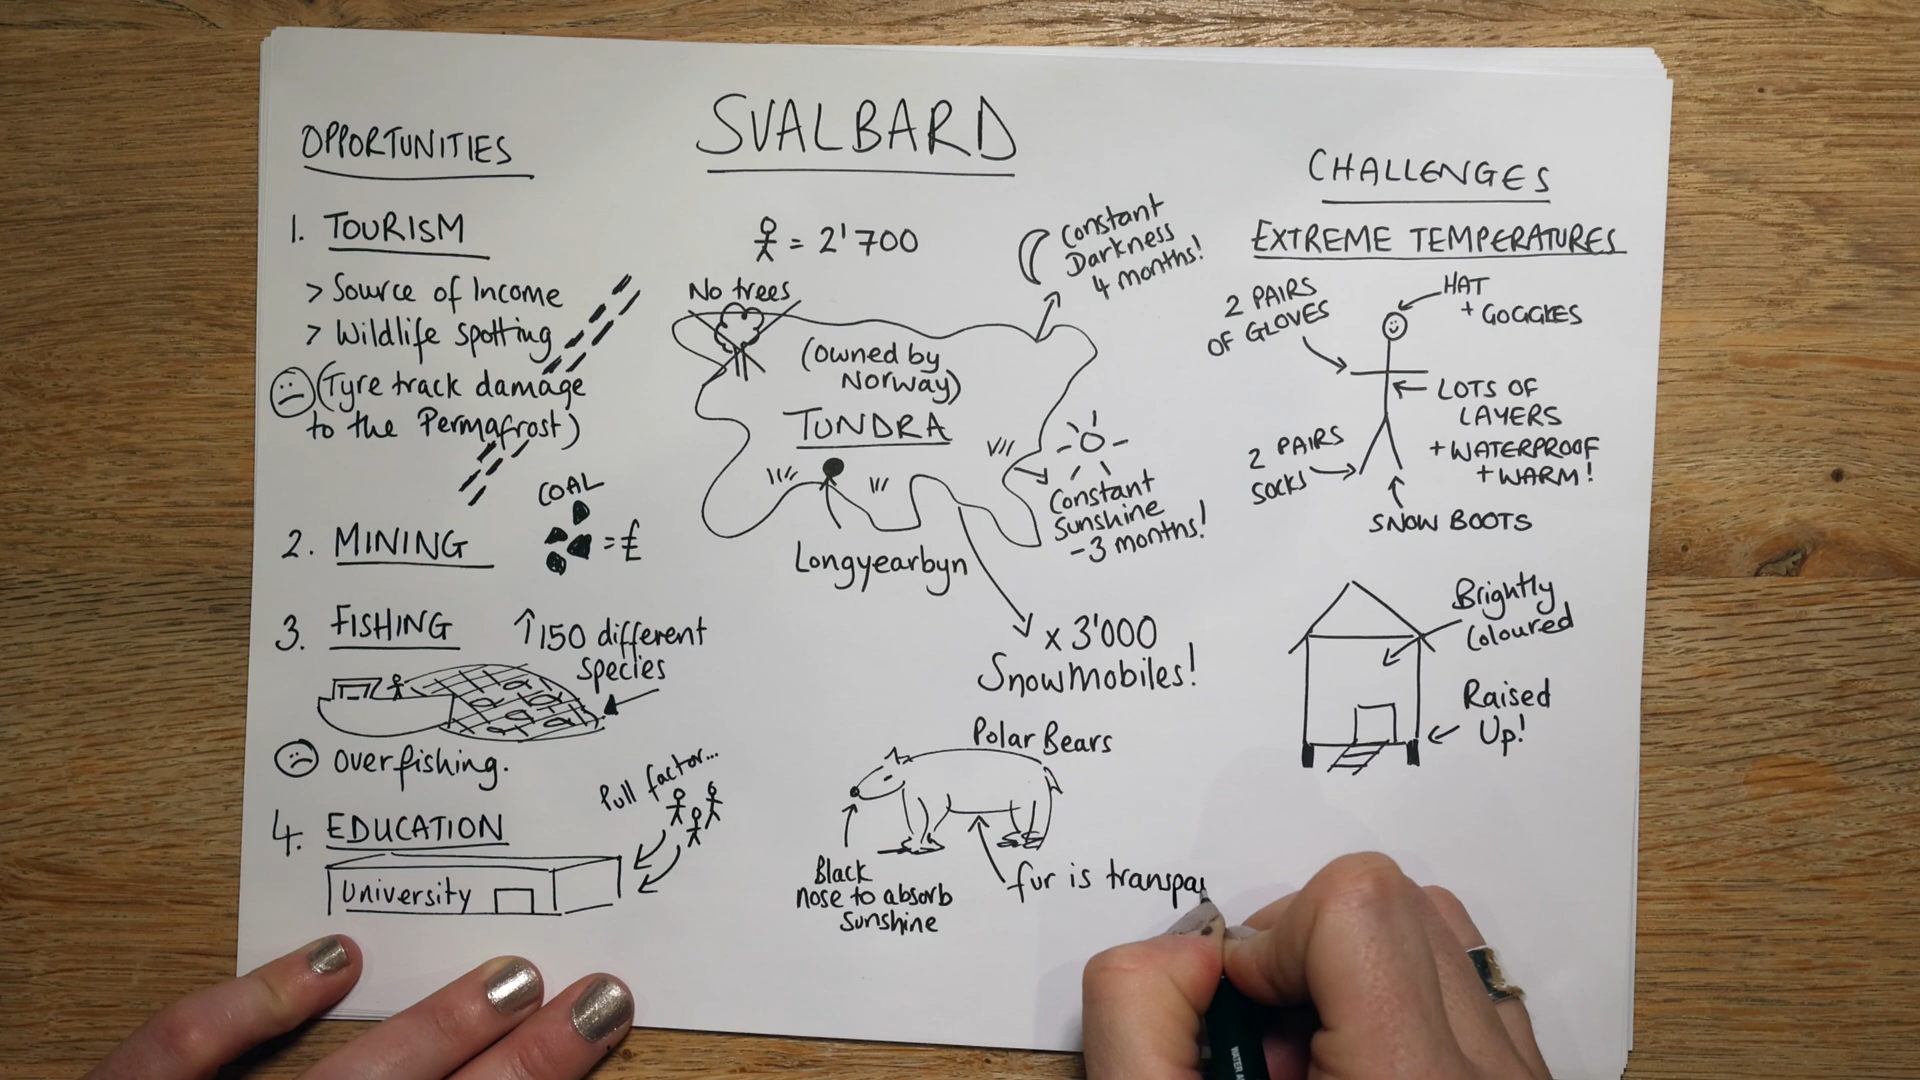 SVALBARD
OPPORTUNITIES
1. TOURISM
> Source of Income
> Wildlife spotting
(Tyre track damage
to the Permafrost)
2. MINING
COAL
= £
3. FISHING
↑150 different
species
overfishing.
4. EDUCATION
Pull factor...
University
= 2'700
No trees
Constant
Darkness
4 months!
(owned by
Norway)
TUNDRA
Longyearbyn
Constant
Sunshine
-3 months!
x 3'000
Snowmobiles!
Polar Bears
Black
nose to absorb
Sunshine
fur is transpa
CHALLENGES
EXTREME TEMPERATURES
HAT
+ GOGGLES
2 PAIRS
OF GLOVES
LOTS OF
LAYERS
+ WATERPROOF
+ WARM!
2 PAIRS
SOCKS
SNOW BOOTS
Brightly
Coloured
Raised
Up!